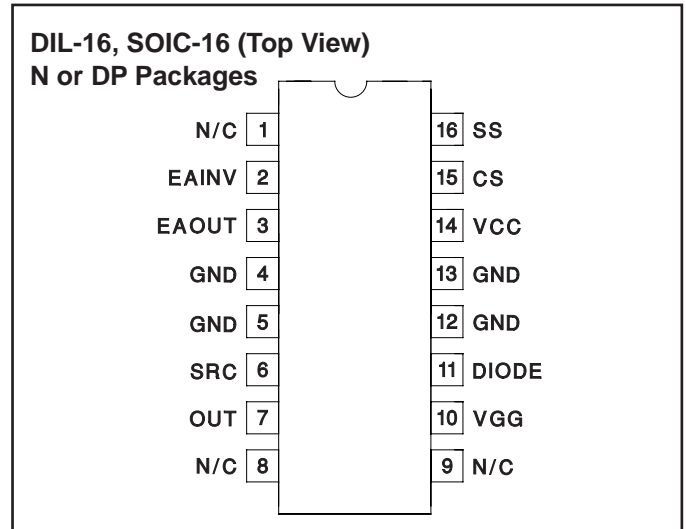 DIL-16, SOIC-16 (Top View)
N or DP Packages
N/C 1 16 SS
EAINV 2 15 CS
EAOUT 3 14 VCC
GND 4 13 GND
GND 5 12 GND
SRC 6 11 DIODE
OUT 7 10 VGG
N/C 8 9 N/C